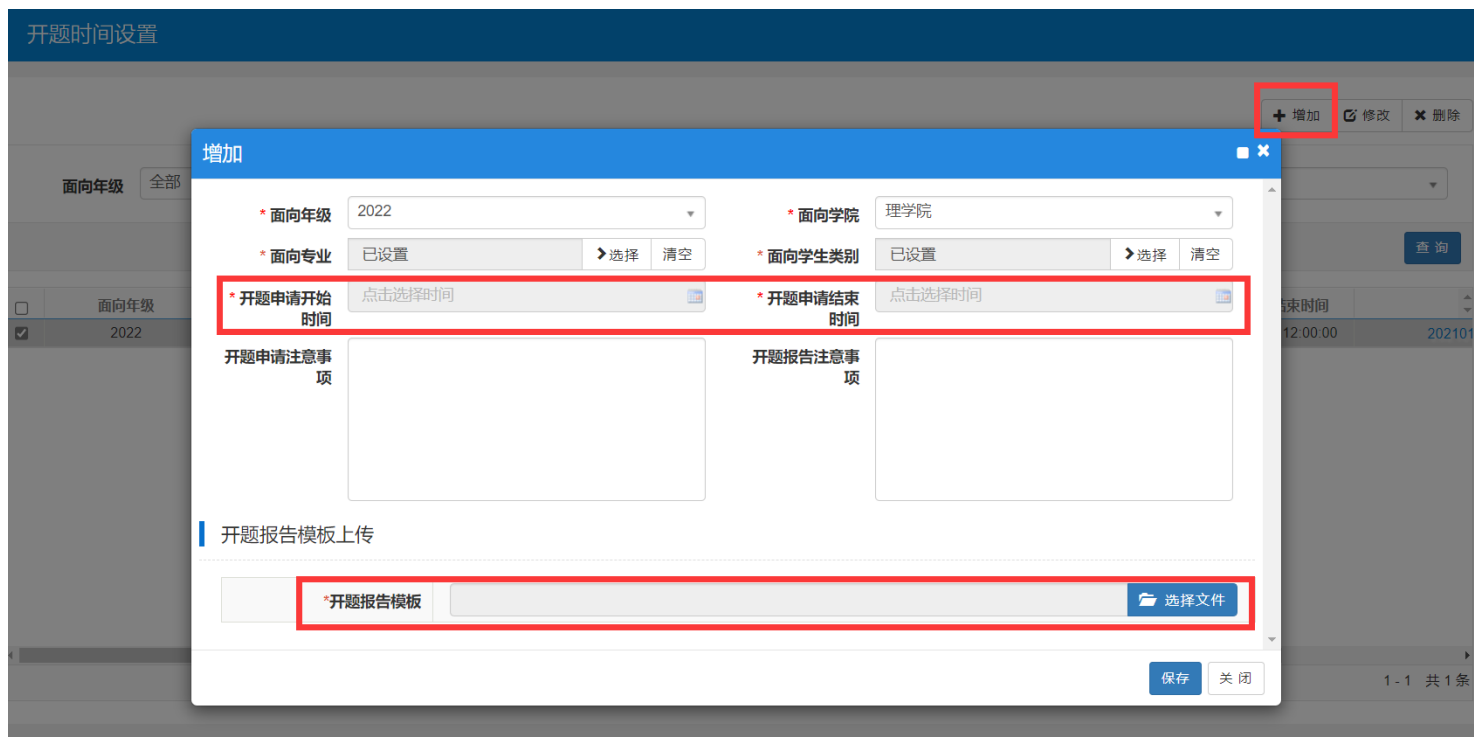 开题时间设置
增加 修改 删除
增加
面向年级 全部
* 面向年级 2022 * 面向学院 理学院
* 面向专业 已设置 选择 清空 * 面向学生类别 已设置 选择 清空
查 询
* 开题申请开始 点击选择时间 * 开题申请结束 点击选择时间
时间 时间
面向年级 结束时间
2022 12:00:00 202101
开题申请注意事 开题报告注意事
项 项
开题报告模板上传
*开题报告模板 选择文件
保存 关 闭
1 - 1 共 1 条